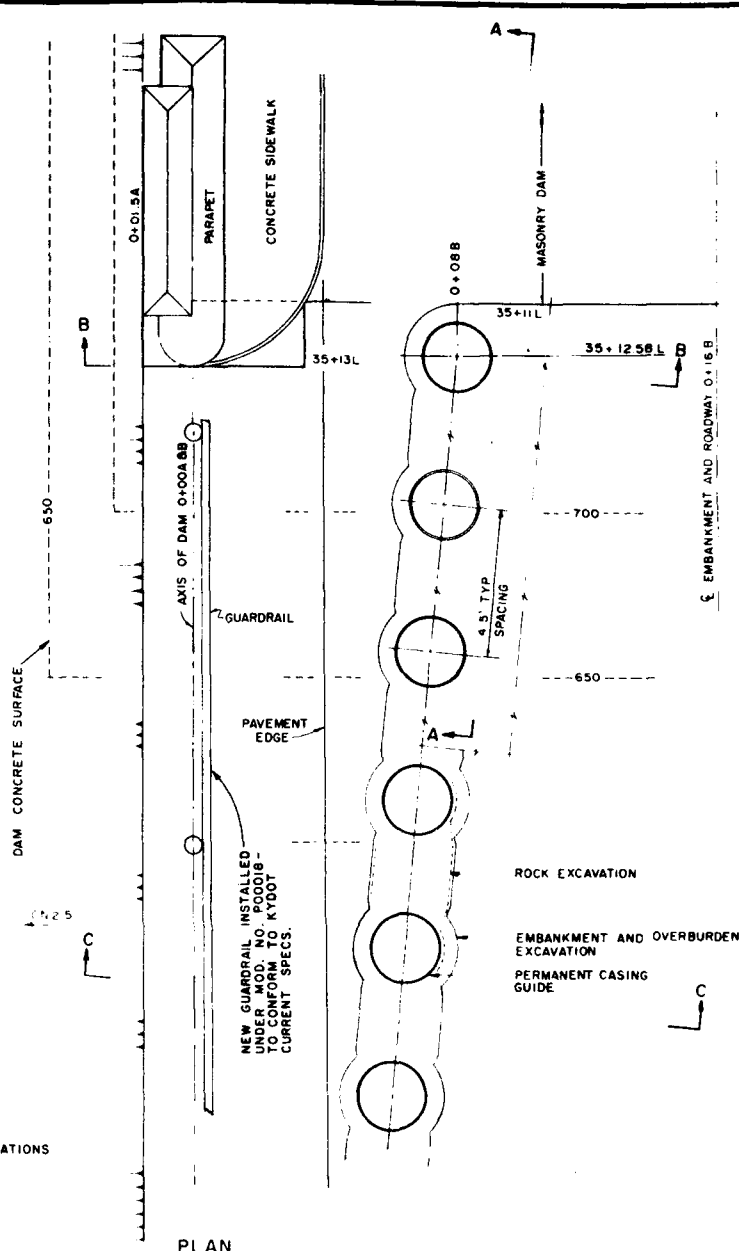 A
0+01.5A
PARAPET
CONCRETE SIDEWALK
MASONRY DAM
0+08B
35+11L
B
35+13L
35+12.58L B
650
AXIS OF DAM 0+00A&B
GUARDRAIL
700
4.5' TYP
SPACING
℄ EMBANKMENT AND ROADWAY 0+16B
650
DAM CONCRETE SURFACE
PAVEMENT
EDGE
A
NEW GUARDRAIL INSTALLED
UNDER MOD. NO. P00018-
TO CONFORM TO KYDOT
CURRENT SPECS.
ROCK EXCAVATION
EMBANKMENT AND OVERBURDEN
EXCAVATION
PERMANENT CASING
GUIDE
C
C
ATIONS
PLAN